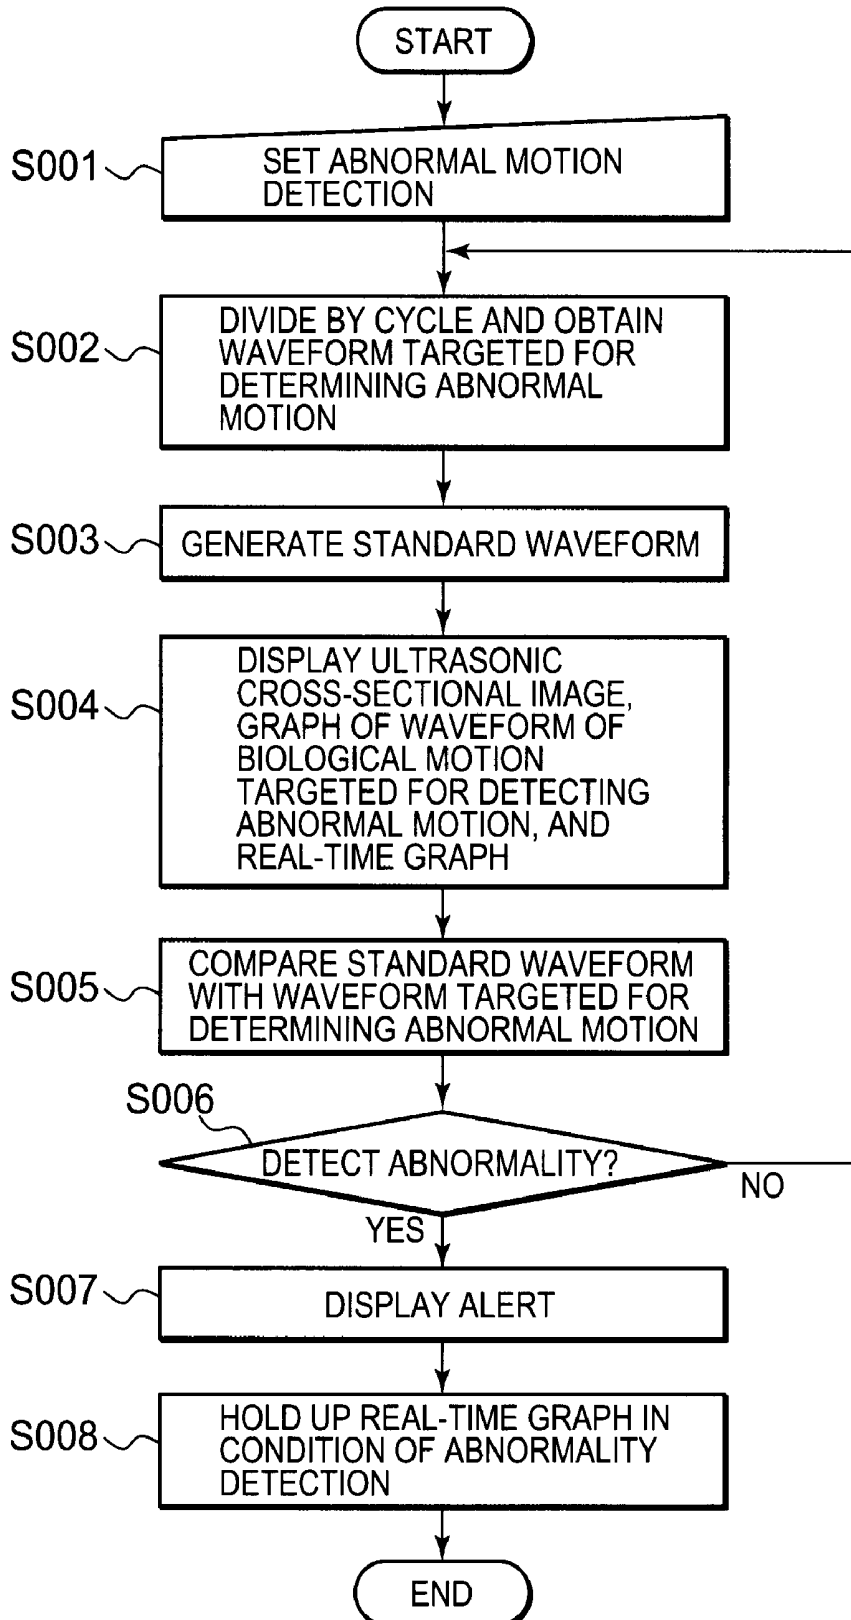 START
S001
SET ABNORMAL MOTION
DETECTION
S002
DIVIDE BY CYCLE AND OBTAIN
WAVEFORM TARGETED FOR
DETERMINING ABNORMAL
MOTION
S003
GENERATE STANDARD WAVEFORM
S004
DISPLAY ULTRASONIC
CROSS-SECTIONAL IMAGE,
GRAPH OF WAVEFORM OF
BIOLOGICAL MOTION
TARGETED FOR DETECTING
ABNORMAL MOTION, AND
REAL-TIME GRAPH
S005
COMPARE STANDARD WAVEFORM
WITH WAVEFORM TARGETED FOR
DETERMINING ABNORMAL MOTION
S006
DETECT ABNORMALITY?
NO
YES
S007
DISPLAY ALERT
S008
HOLD UP REAL-TIME GRAPH IN
CONDITION OF ABNORMALITY
DETECTION
END